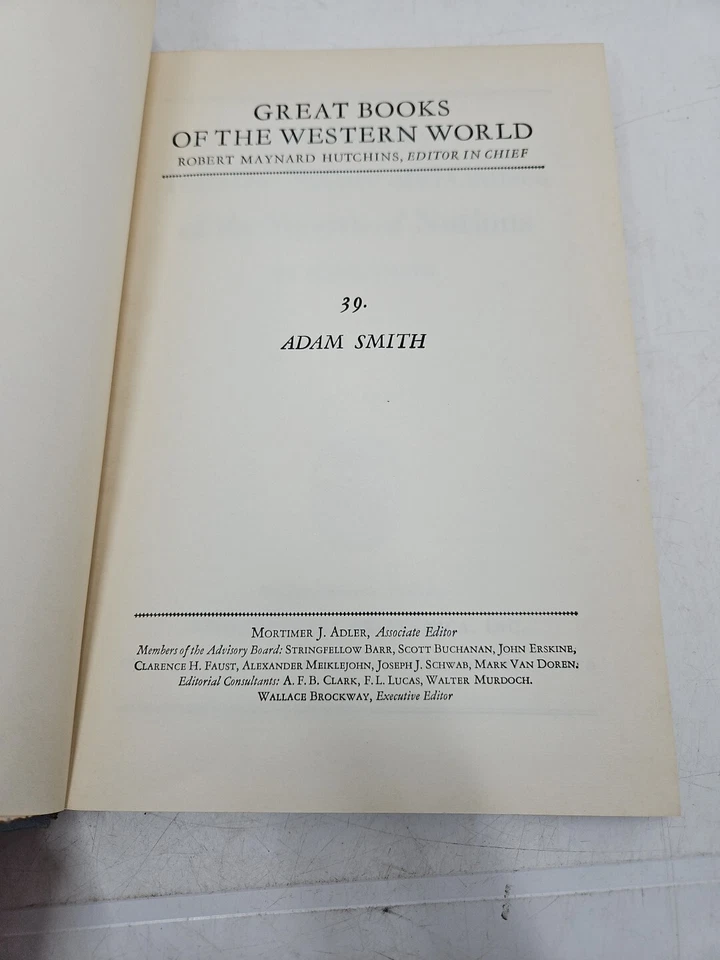 GREAT BOOKS
OF THE WESTERN WORLD
ROBERT MAYNARD HUTCHINS, EDITOR IN CHIEF
39.
ADAM SMITH
MORTIMER J. ADLER, Associate Editor
Members of the Advisory Board: STRINGFELLOW BARR, SCOTT BUCHANAN, JOHN ERSKINE,
CLARENCE H. FAUST, ALEXANDER MEIKLEJOHN, JOSEPH J. SCHWAB, MARK VAN DOREN.
Editorial Consultants: A. F. B. CLARK, F. L. LUCAS, WALTER MURDOCH.
WALLACE BROCKWAY, Executive Editor